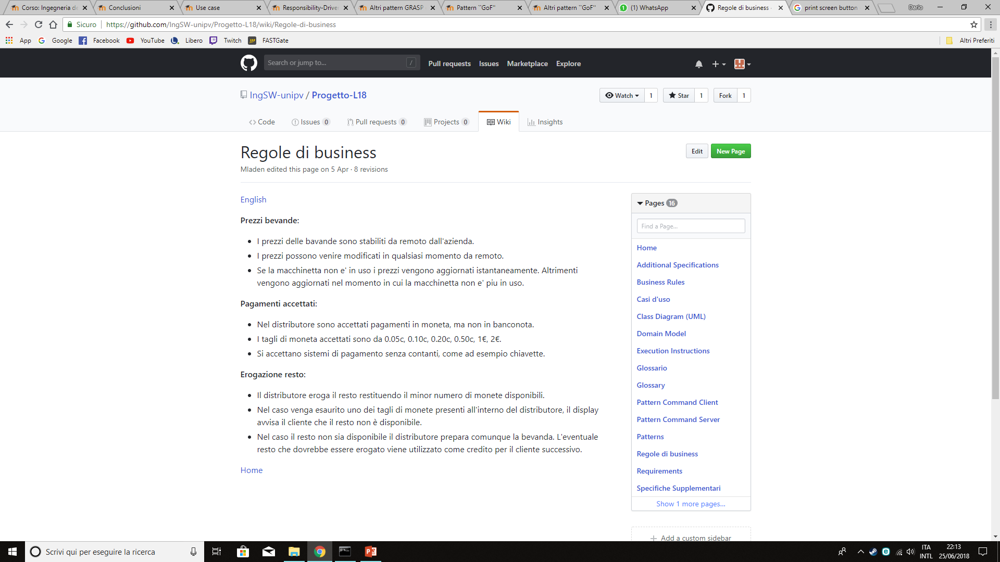 Corso: Ingegneria de
Conclusioni
Use case
Responsibility-Driver
Altri pattern GRASP
Pattern ``GoF''
Altri pattern ``GoF''
(1) WhatsApp
Regole di business
print screen button
Dario
Sicuro
https://github.com/IngSW-unipv/Progetto-L18/wiki/Regole-di-business
App
Google
Facebook
YouTube
Libero
Twitch
FASTGate
Altri Preferiti
Search or jump to...
/
Pull requests
Issues
Marketplace
Explore
IngSW-unipv / Progetto-L18
Watch 1
Star 1
Fork 1
Code
Issues 0
Pull requests 0
Projects 0
Wiki
Insights
Regole di business
Edit
New Page
Mladen edited this page on 5 Apr · 8 revisions
English
Prezzi bevande:
I prezzi delle bavande sono stabiliti da remoto dall'azienda.
I prezzi possono venire modificati in qualsiasi momento da remoto.
Se la macchinetta non e' in uso i prezzi vengono aggiornati istantaneamente. Altrimenti
vengono aggiornati nel momento in cui la macchinetta non e' piu in uso.
Pagamenti accettati:
Nel distributore sono accettati pagamenti in moneta, ma non in banconota.
I tagli di moneta accettati sono da 0.05c, 0.10c, 0.20c, 0.50c, 1€, 2€.
Si accettano sistemi di pagamento senza contanti, come ad esempio chiavette.
Erogazione resto:
Il distributore eroga il resto restituendo il minor numero di monete disponibili.
Nel caso venga esaurito uno dei tagli di monete presenti all'interno del distributore, il display
avvisa il cliente che il resto non è disponibile.
Nel caso il resto non sia disponibile il distributore prepara comunque la bevanda. L'eventuale
resto che dovrebbe essere erogato viene utilizzato come credito per il cliente successivo.
Home
Pages 16
Find a Page...
Home
Additional Specifications
Business Rules
Casi d'uso
Class Diagram (UML)
Domain Model
Execution Instructions
Glossario
Glossary
Pattern Command Client
Pattern Command Server
Patterns
Regole di business
Requirements
Specifiche Supplementari
Show 1 more pages...
Add a custom sidebar
Scrivi qui per eseguire la ricerca
ITA
INTL
22:13
25/06/2018